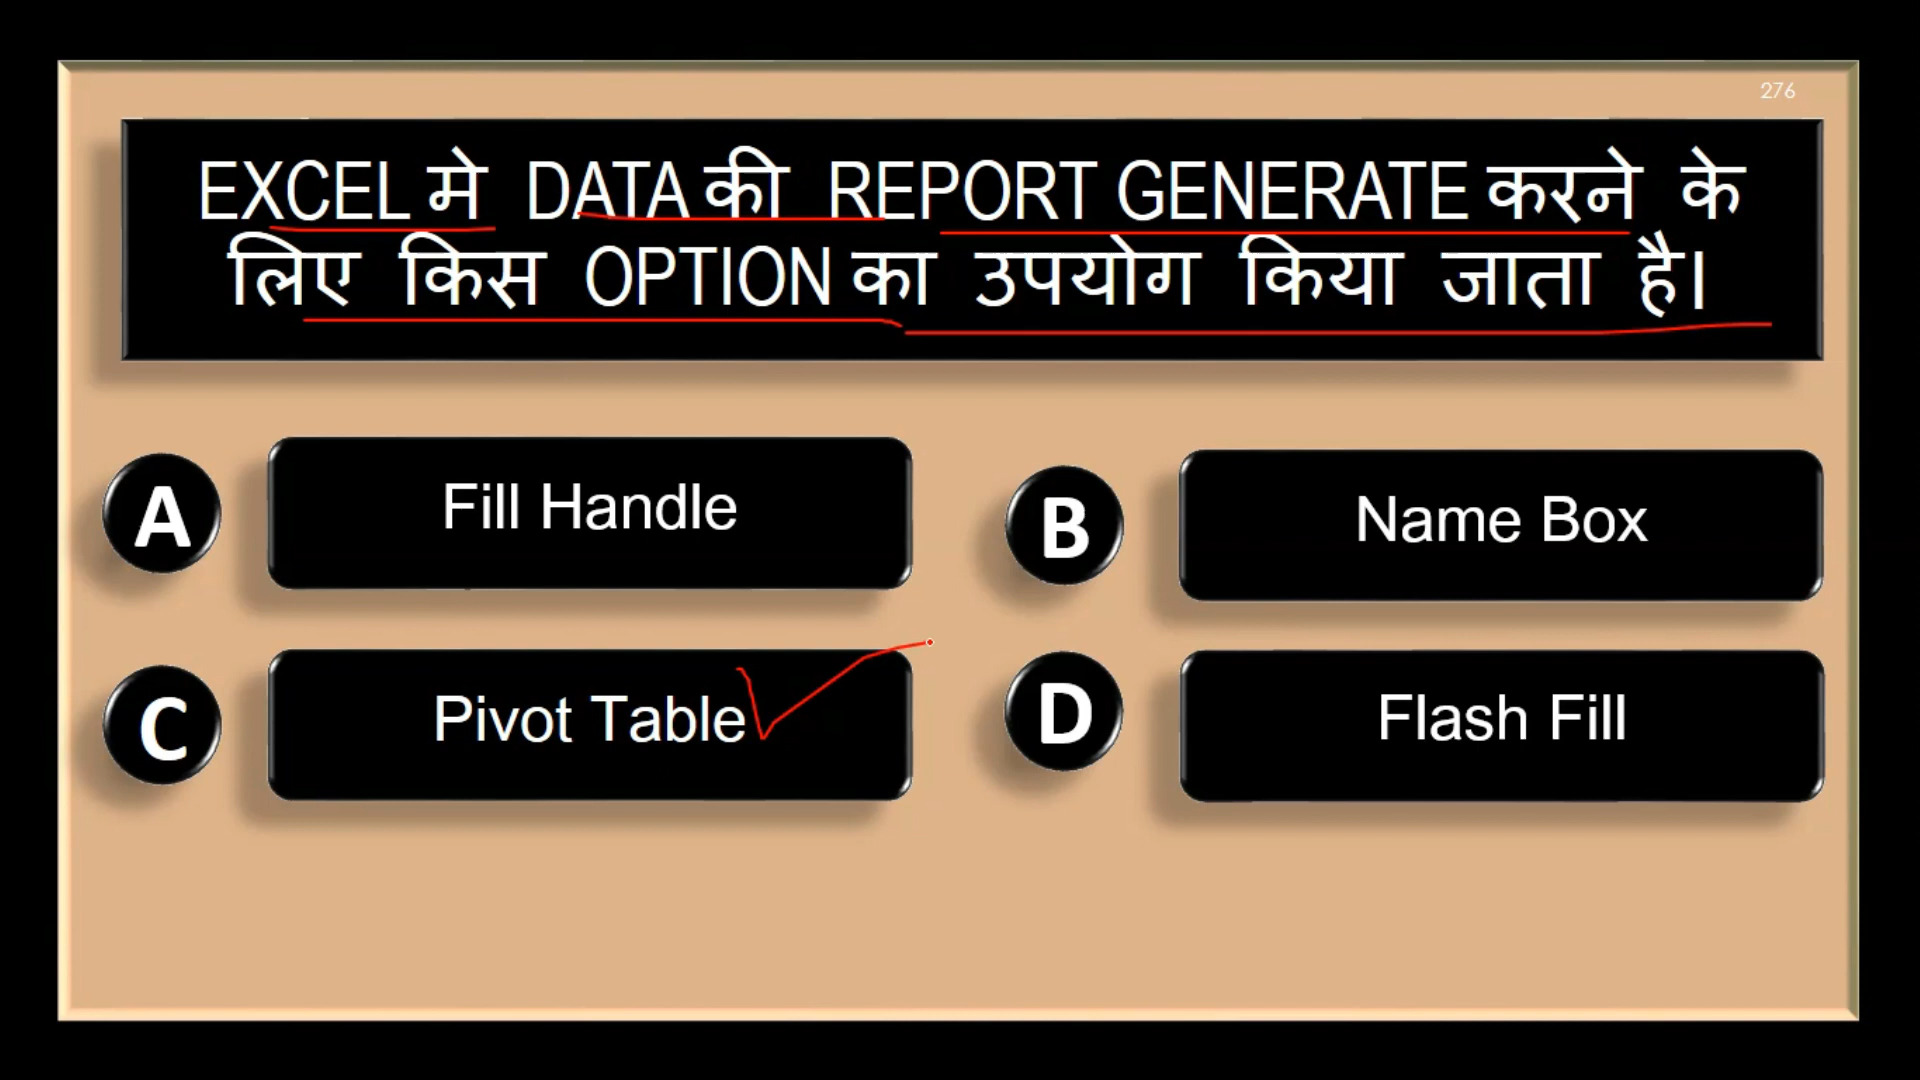 276
EXCEL मे DATA की REPORT GENERATE करने के
लिए किस OPTION का उपयोग किया जाता है।
A Fill Handle
B Name Box
C Pivot Table
D Flash Fill